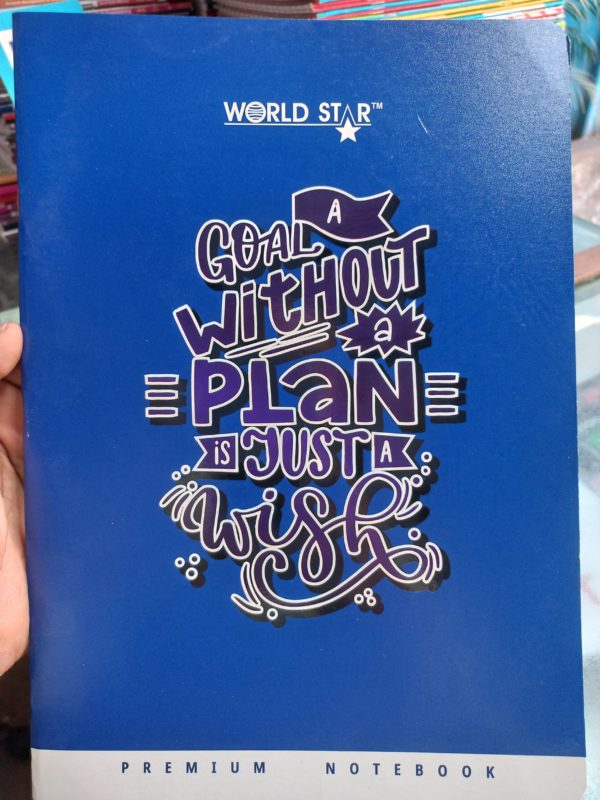 WORLD STAR™
A
GOAL
WitHOUT
a
PLaN
iS JUST A
wish
PREMIUM NOTEBOOK